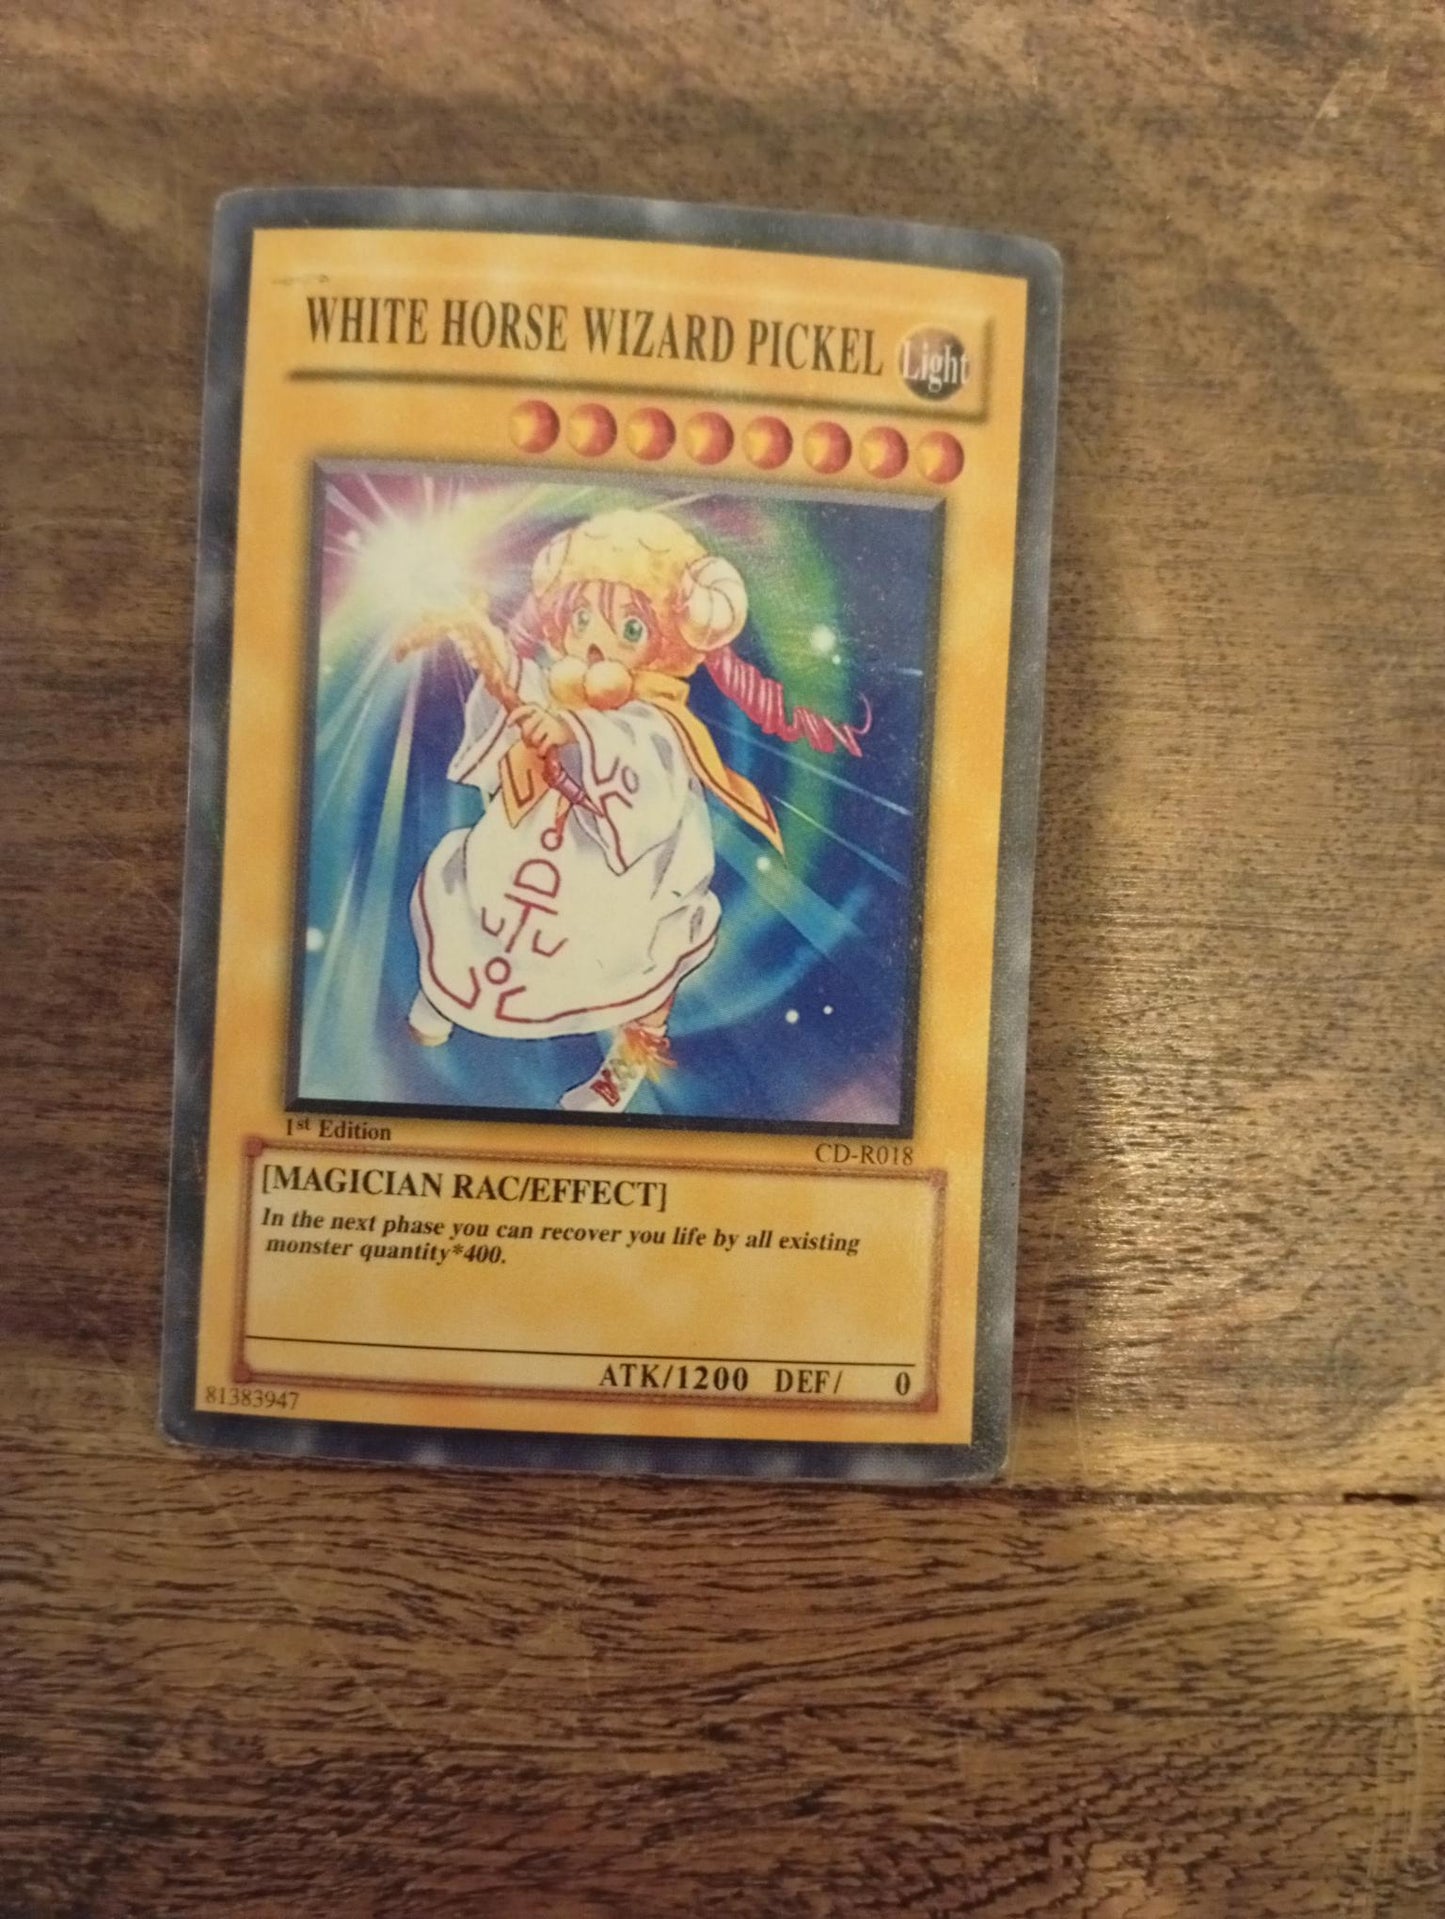 WHITE HORSE WIZARD PICKEL Light
1st Edition
CD-R018
[MAGICIAN RAC/EFFECT]
In the next phase you can recover you life by all existing
monster quantity*400.
ATK/1200 DEF/ 0
81383947